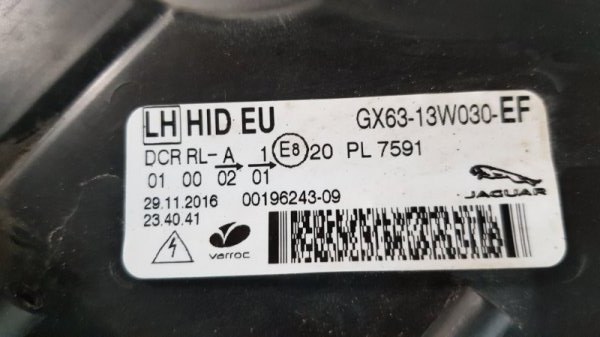 LH HID EU GX63-13W030-EF
DCR RL- A 1 E8 20 PL 7591
01 00 02 01
29.11.2016 00196243-09
23.40.41
JAGUAR
varroc